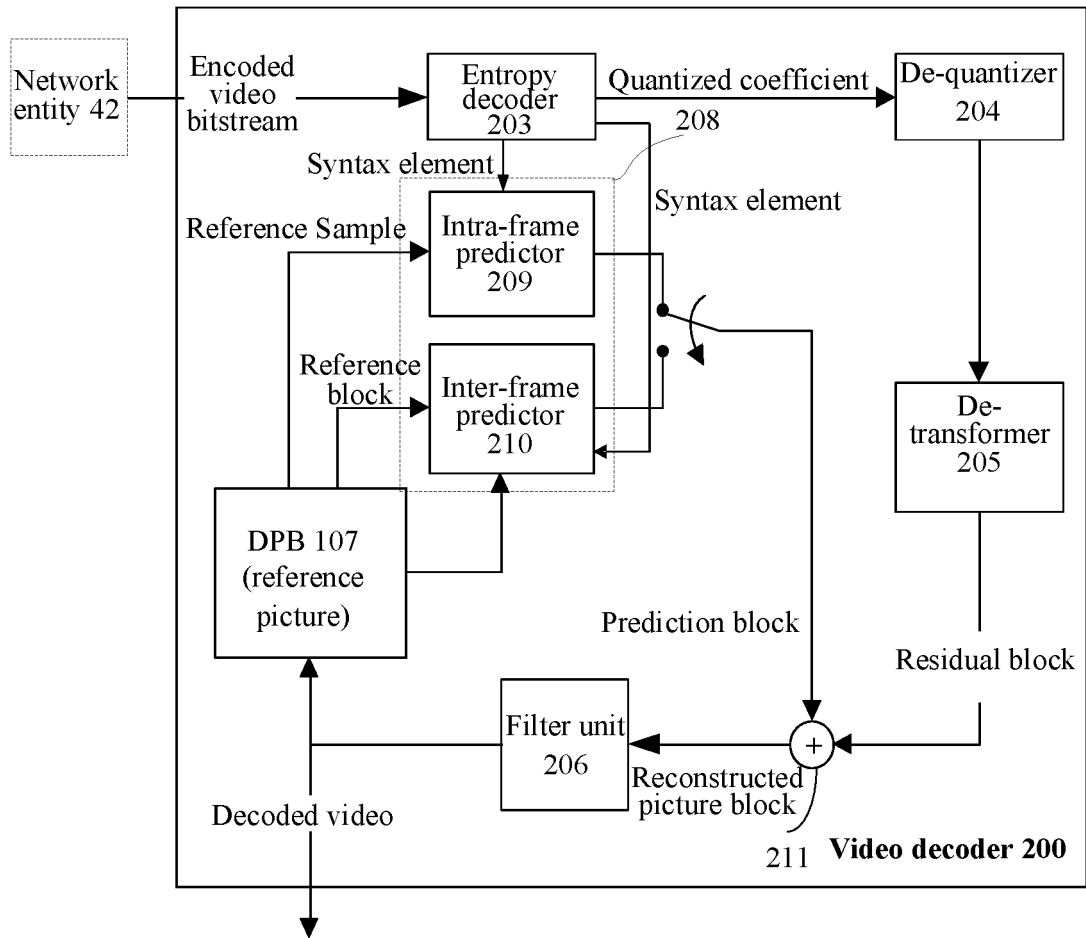 Network
entity 42
Encoded
video
bitstream
Entropy
decoder
203
Quantized coefficient
De-quantizer
204
208
Syntax element
Syntax element
Reference Sample
Intra-frame
predictor
209
Reference
block
Inter-frame
predictor
210
De-
transformer
205
DPB 107
(reference
picture)
Prediction block
Residual block
Filter unit
206
+
Reconstructed
picture block
Decoded video
211
Video decoder 200